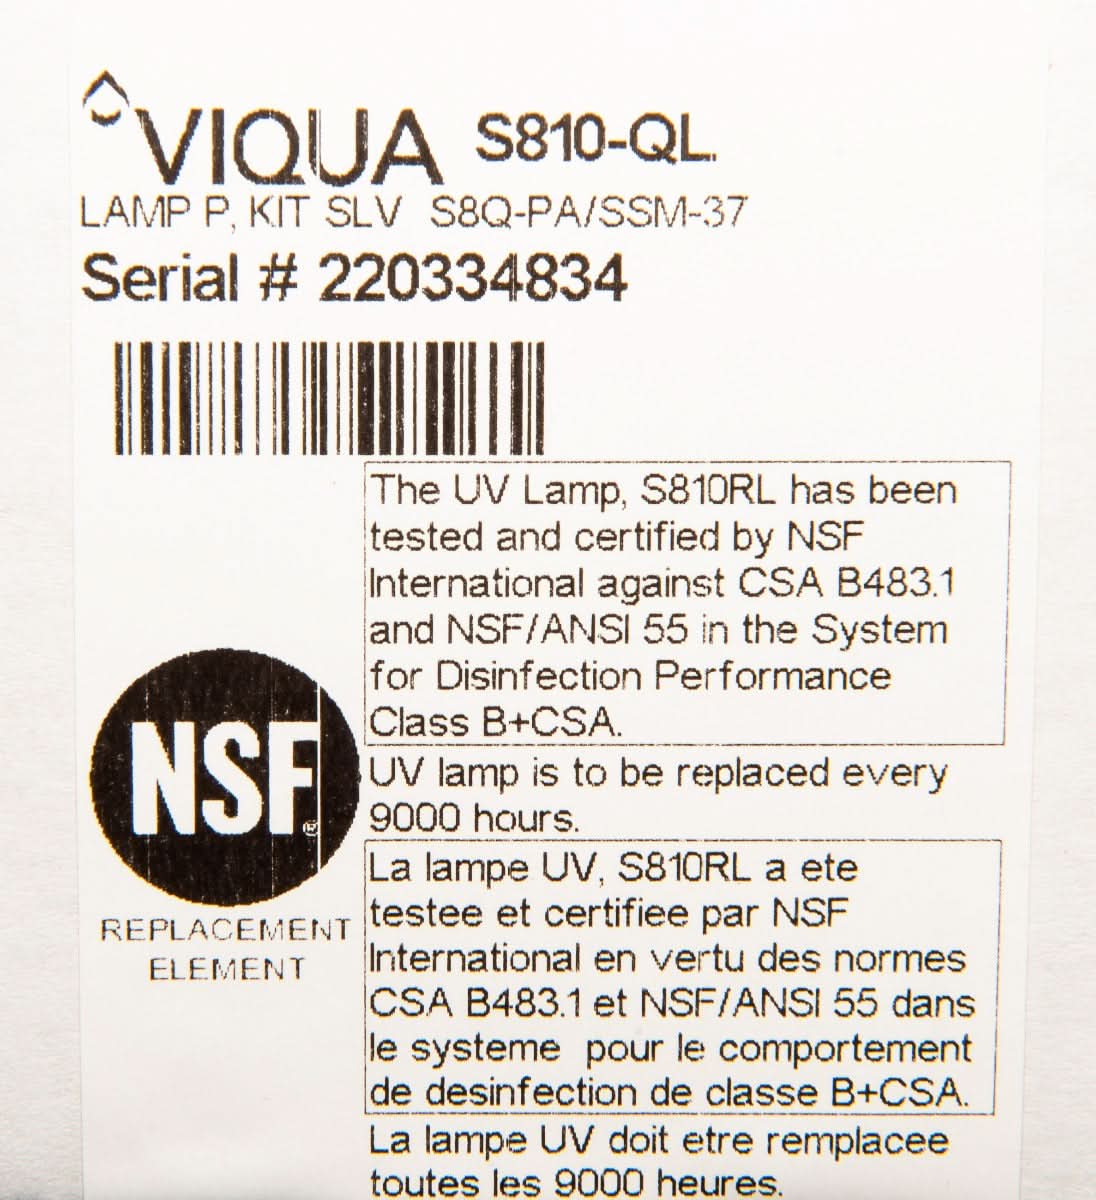 VIQUA S810-QL
LAMP P, KIT SLV S8Q-PA/SSM-37
Serial # 220334834
The UV Lamp, S810RL has been
tested and certified by NSF
International against CSA B483.1
and NSF/ANSI 55 in the System
for Disinfection Performance
Class B+CSA.
NSF®
REPLACEMENT
ELEMENT
UV lamp is to be replaced every
9000 hours.
La lampe UV, S810RL a ete
testee et certifiee par NSF
International en vertu des normes
CSA B483.1 et NSF/ANSI 55 dans
le systeme pour le comportement
de desinfection de classe B+CSA.
La lampe UV doit etre remplacee
toutes les 9000 heures.